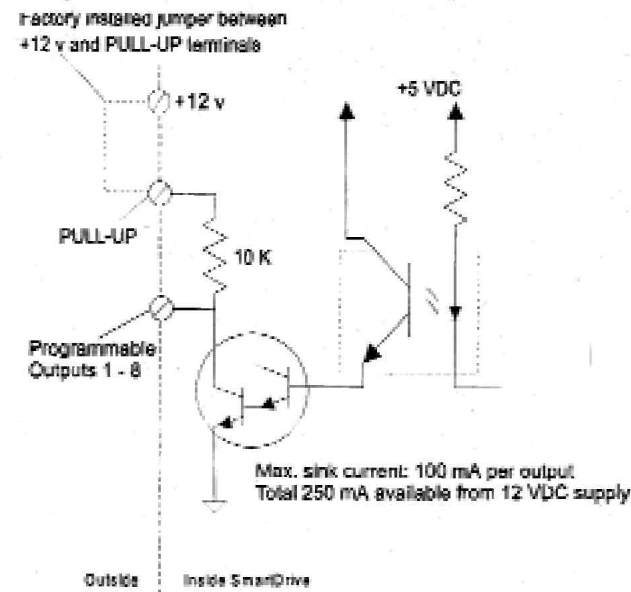 Factory installed jumper between
+12 v and PULL-UP terminals
+12 v
+5 VDC
PULL-UP
10 K
Programmable
Outputs 1 - 8
Max. sink current: 100 mA per output
Total 250 mA available from 12 VDC supply
Outside
Inside SmartDrive